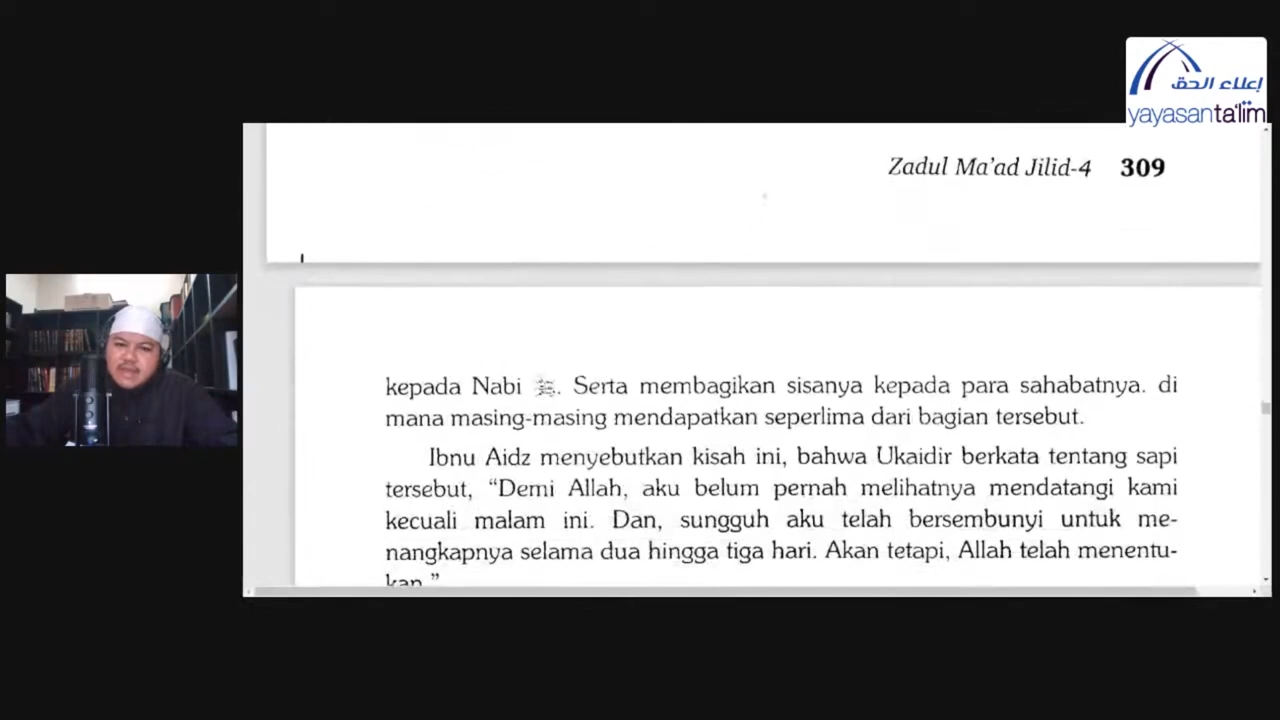 إعلاء الحق
yayasanta'lim
Zadul Ma'ad Jilid-4 309
kepada Nabi ﷺ. Serta membagikan sisanya kepada para sahabatnya. di
mana masing-masing mendapatkan seperlima dari bagian tersebut.
Ibnu Aidz menyebutkan kisah ini, bahwa Ukaidir berkata tentang sapi
tersebut, “Demi Allah, aku belum pernah melihatnya mendatangi kami
kecuali malam ini. Dan, sungguh aku telah bersembunyi untuk me-
nangkapnya selama dua hingga tiga hari. Akan tetapi, Allah telah menentu-
kan.”